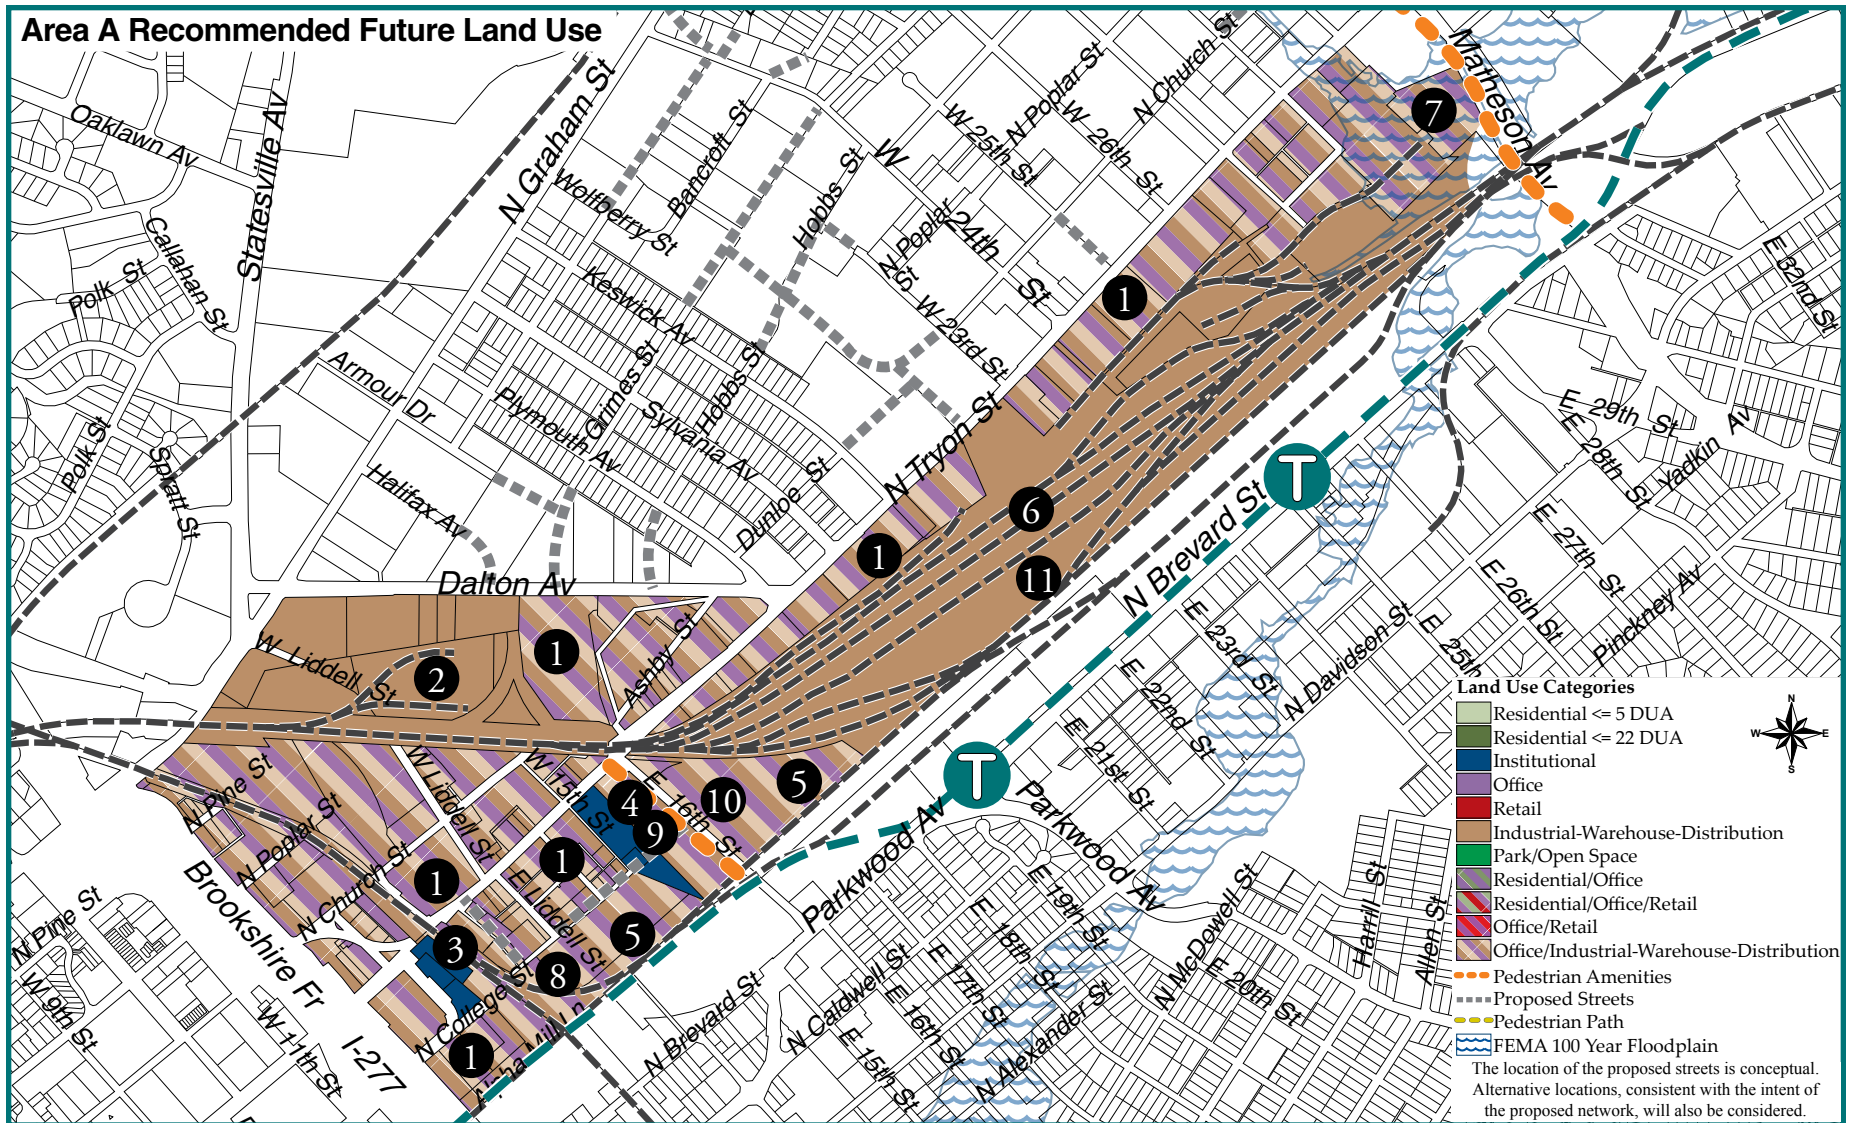 Area A Recommended Future Land Use
Oaklawn Av
Statesville Av
Callahan St
Polk St
Polk St
Spratt St
N Graham St
Wolfberry St
Bancroft St
Hobbs St
Keswick Av
Grimes St
Hobbs St
Sylvania Av
Plymouth Av
Armour Dr
Halifax Av
Dunloe St
Dalton Av
W 25th St
N Poplar St
W 26th St
N Church St
W 24th St
N Poplar St
W 23rd St
N Tryon St
Matheson Av
E 32nd St
E 29th St
E 28th St
Yadkin Av
E 27th St
E 26th St
Pinckney Av
E 25th
N Davidson St
E 23rd St
E 22nd St
E 21st St
N Brevard St
T
T
Parkwood Av
Parkwood Av
E 20th St
E 19th St
E 18th St
E 17th St
E 16th St
E 15th St
N McDowell St
N Alexander St
N Caldwell St
N Brevard St
Harrill St
Allen St
W Liddell St
Ashby St
W 15th St
W Liddell St
E 16th St
E Liddell St
N Pine St
N Poplar St
N Church St
N College St
Brookshire Fr
I-277
W 11th St
N Pine St
W 9th St
7
1
6
1
11
1
2
5
10
4
9
1
1
5
3
8
1
Land Use Categories
Residential <= 5 DUA
Residential <= 22 DUA
Institutional
Office
Retail
Industrial-Warehouse-Distribution
Park/Open Space
Residential/Office
Residential/Office/Retail
Office/Retail
Office/Industrial-Warehouse-Distribution
Pedestrian Amenities
Proposed Streets
Pedestrian Path
FEMA 100 Year Floodplain
N
W E
S
The location of the proposed streets is conceptual.
Alternative locations, consistent with the intent of
the proposed network, will also be considered.